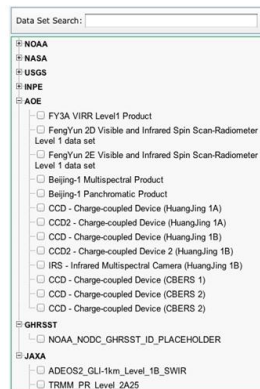 Data Set Search:
NOAA
NASA
USGS
INPE
AOE
FY3A VIRR Level1 Product
FengYun 2D Visible and Infrared Spin Scan-Radiometer
Level 1 data set
FengYun 2E Visible and Infrared Spin Scan-Radiometer
Level 1 data set
Beijing-1 Multispectral Product
Beijing-1 Panchromatic Product
CCD - Charge-coupled Device (HuangJing 1A)
CCD2 - Charge-coupled Device (HuangJing 1A)
CCD - Charge-coupled Device (HuangJing 1B)
CCD2 - Charge-coupled Device 2 (HuangJing 1B)
IRS - Infrared Multispectral Camera (HuangJing 1B)
CCD - Charge-coupled Device (CBERS 1)
CCD - Charge-coupled Device (CBERS 2)
CCD - Charge-coupled Device (CBERS 2)
GHRSST
NOAA_NODC_GHRSST_ID_PLACEHOLDER
JAXA
ADEOS2_GLI-1km_Level_1B_SWIR
TRMM_PR_Level_2A25